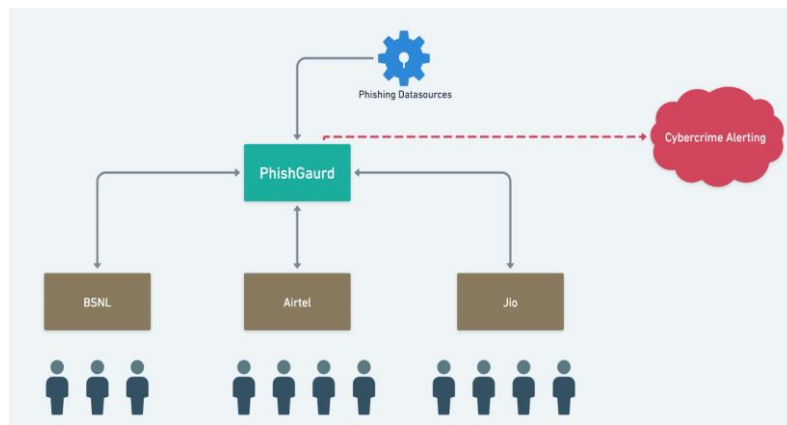 Phishing Datasources
Cybercrime Alerting
PhishGaurd
BSNL
Airtel
Jio